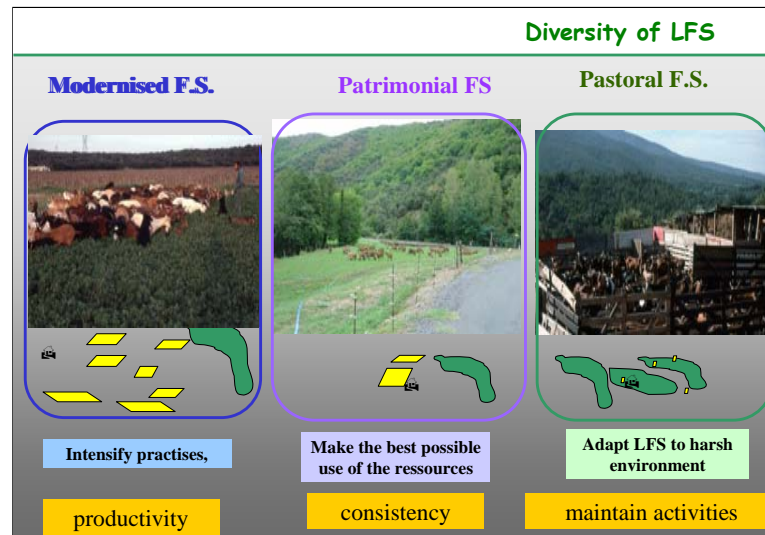 Diversity of LFS
Modernised F.S.
Patrimonial FS
Pastoral F.S.
Intensify practises,
Make the best possible
use of the ressources
Adapt LFS to harsh
environment
productivity
consistency
maintain activities